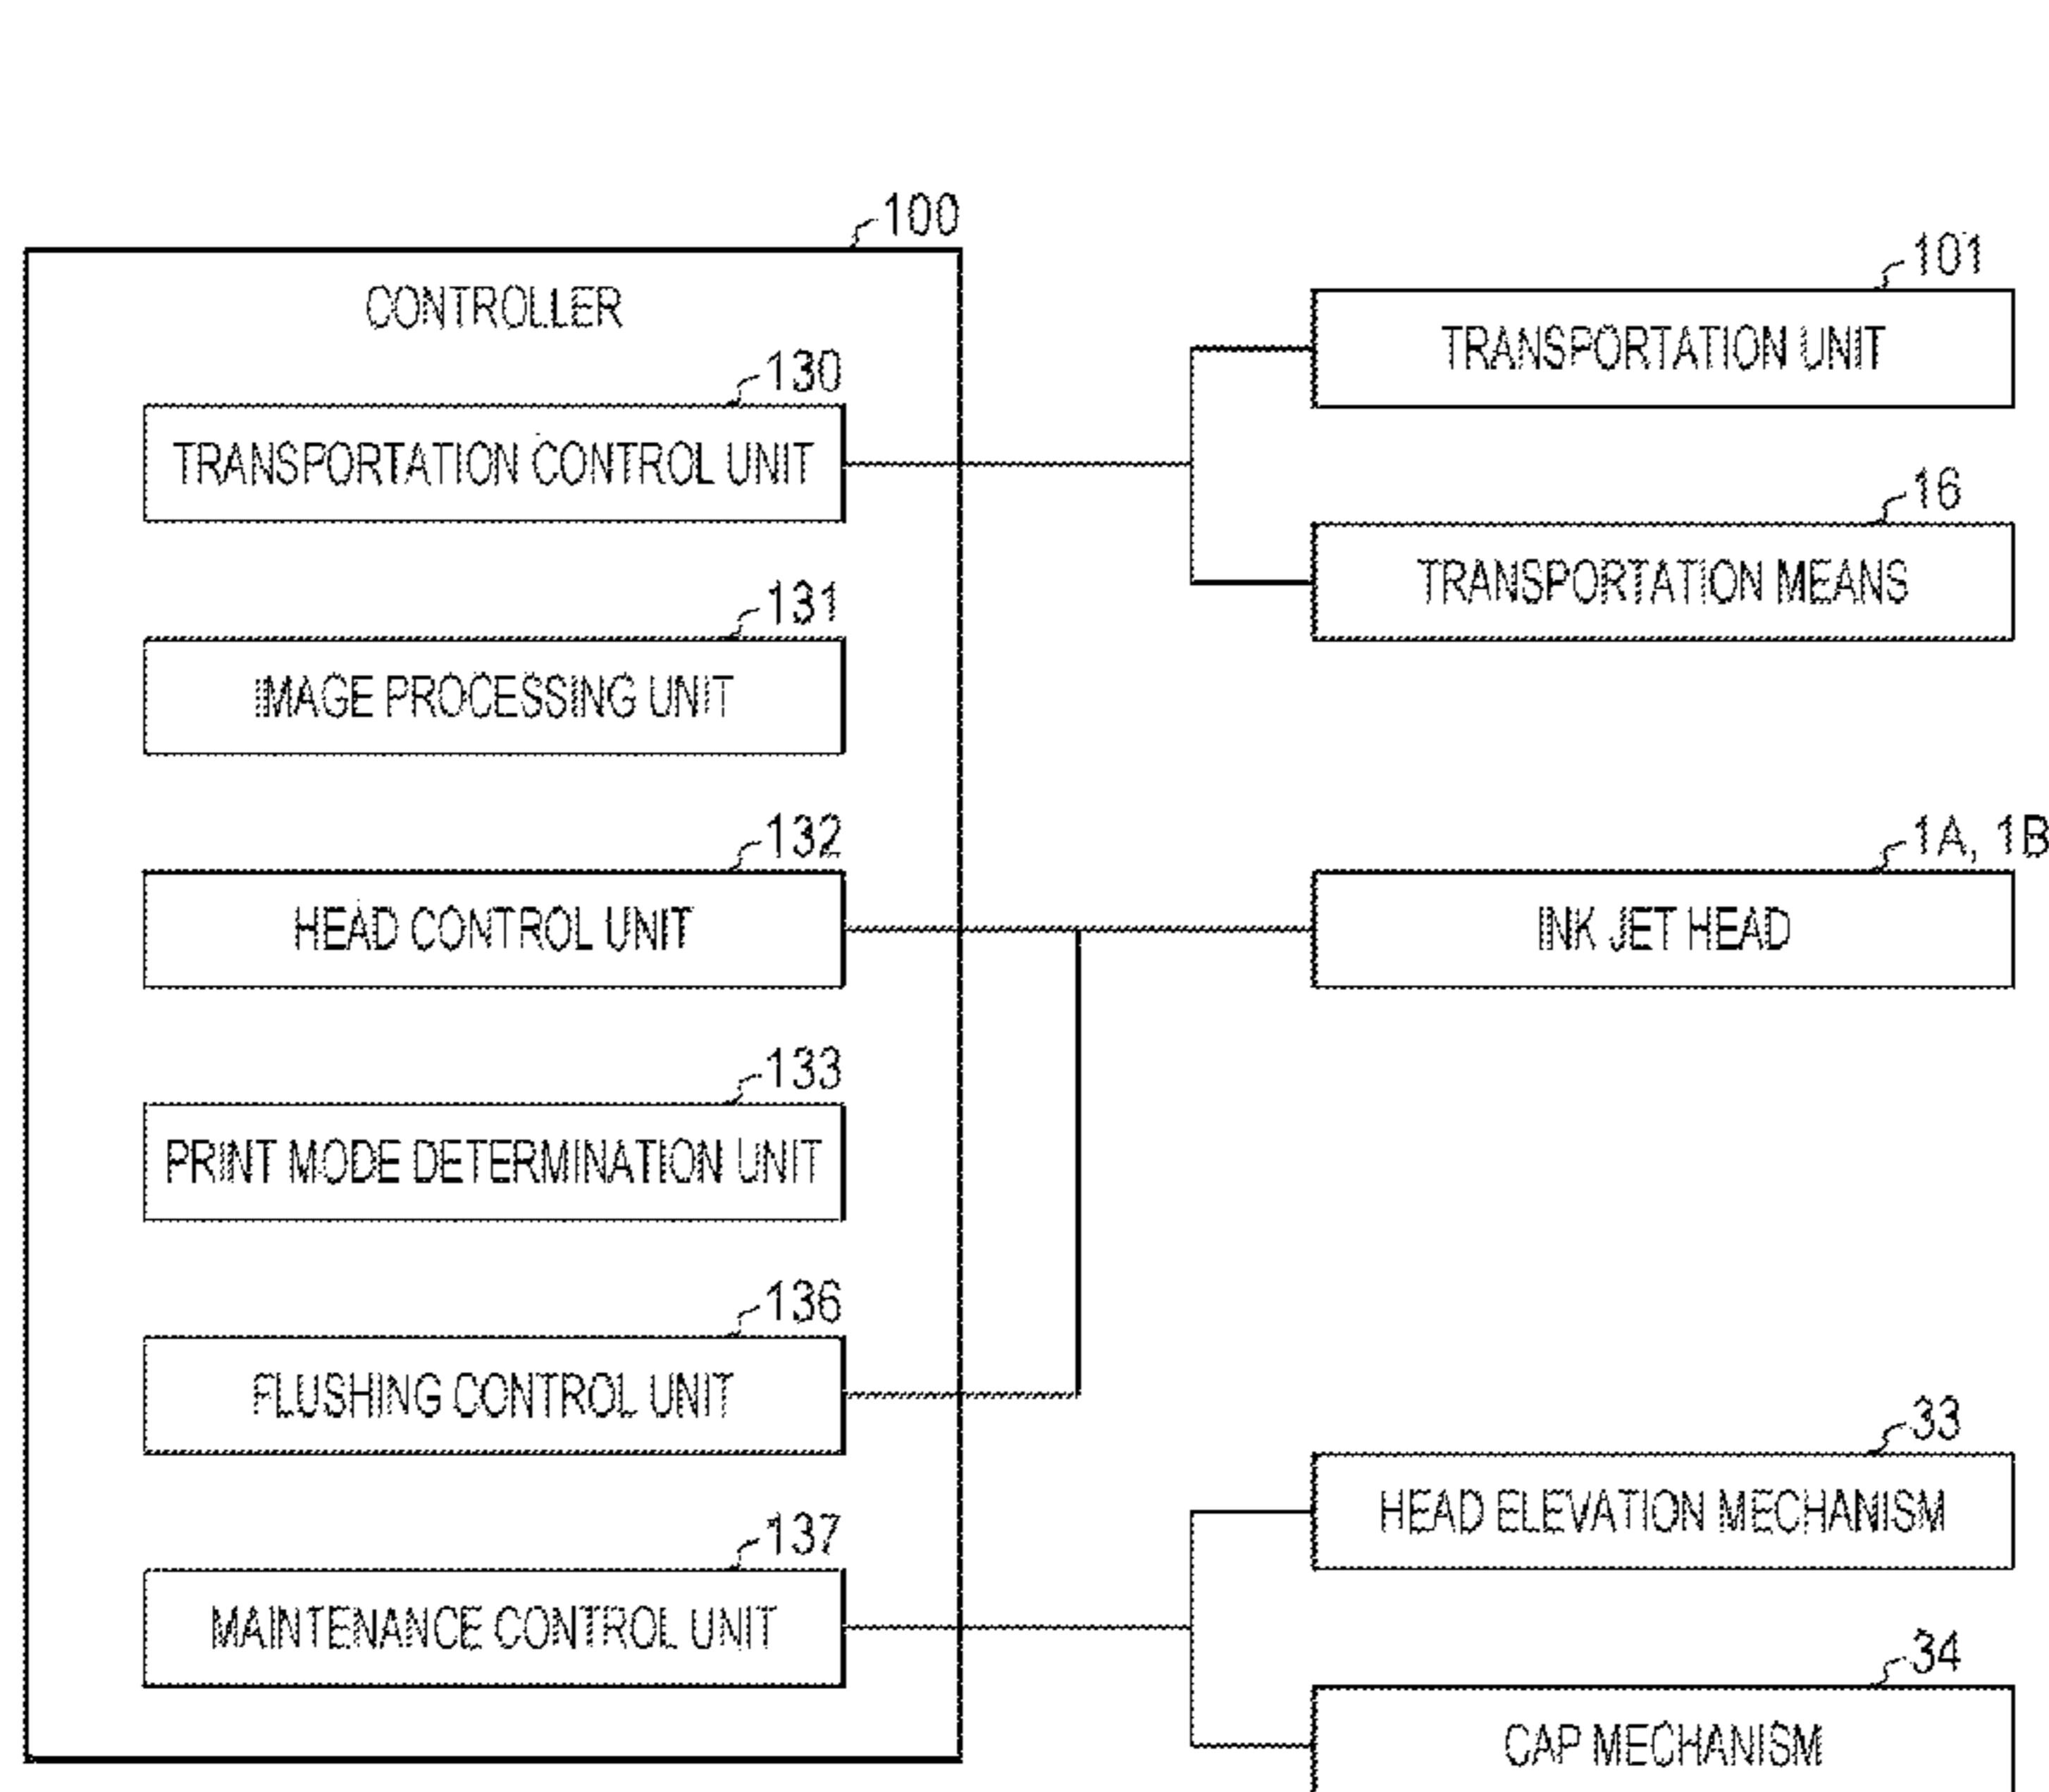 100
CONTROLLER
130
TRANSPORTATION CONTROL UNIT
131
IMAGE PROCESSING UNIT
132
HEAD CONTROL UNIT
133
PRINT MODE DETERMINATION UNIT
136
FLUSHING CONTROL UNIT
137
MAINTENANCE CONTROL UNIT
101
TRANSPORTATION UNIT
16
TRANSPORTATION MEANS
1A, 1B
INK JET HEAD
33
HEAD ELEVATION MECHANISM
34
CAP MECHANISM